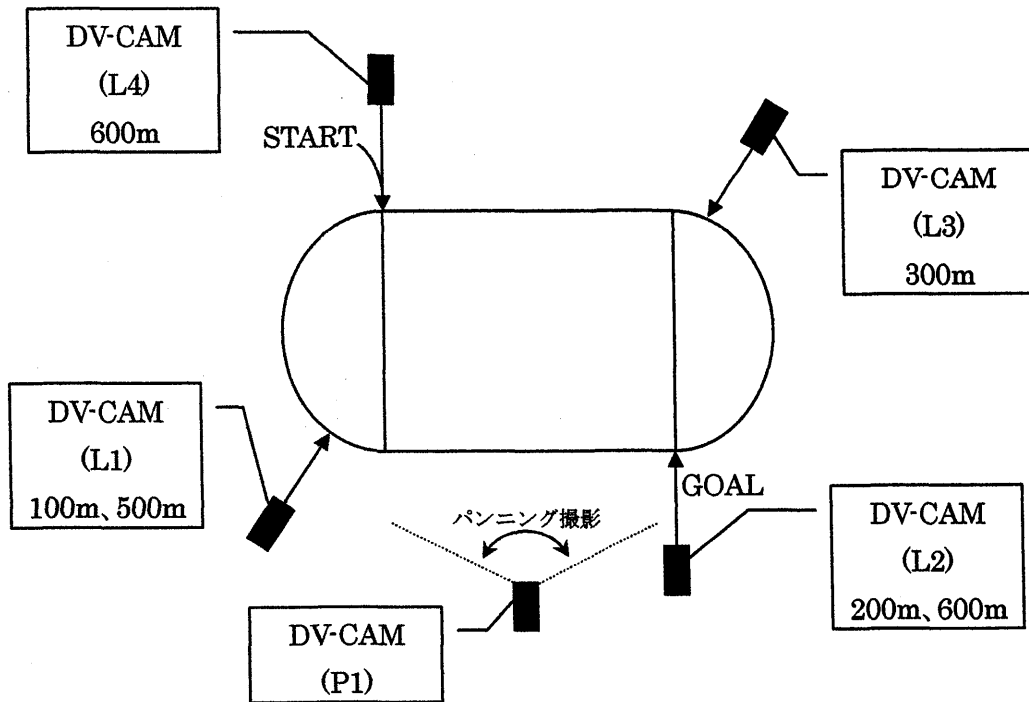 DV-CAM
(L4)
600m
START
DV-CAM
(L3)
300m
DV-CAM
(L1)
100m、500m
GOAL
パンニング撮影
DV-CAM
(L2)
200m、600m
DV-CAM
(P1)